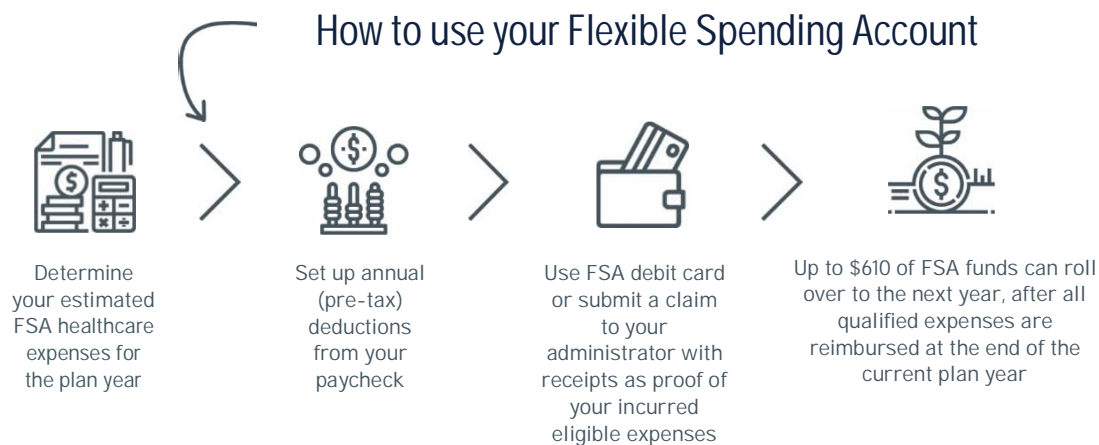 How to use your Flexible Spending Account
Determine
your estimated
FSA healthcare
expenses for
the plan year
Set up annual
(pre-tax)
deductions
from your
paycheck
Use FSA debit card
or submit a claim
to your
administrator with
receipts as proof of
your incurred
eligible expenses
Up to $610 of FSA funds can roll
over to the next year, after all
qualified expenses are
reimbursed at the end of the
current plan year